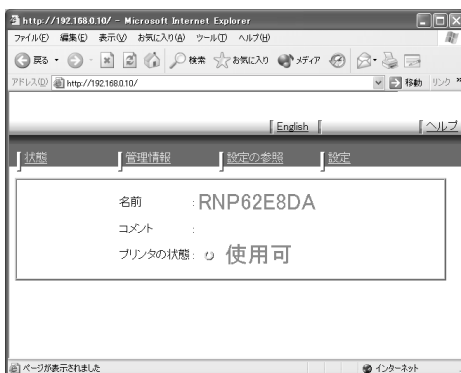 http://192.168.0.10/ - Microsoft Internet Explorer
ファイル(F) 編集(E) 表示(V) お気に入り(A) ツール(T) ヘルプ(H)
戻る 検索 お気に入り メディア
アドレス(D) http://192.168.0.10/ 移動 リンク »
English ヘルプ
状態 管理情報 設定の参照 設定
名前 : RNP62E8DA
コメント :
プリンタの状態 : 使用可
ページが表示されました インターネット